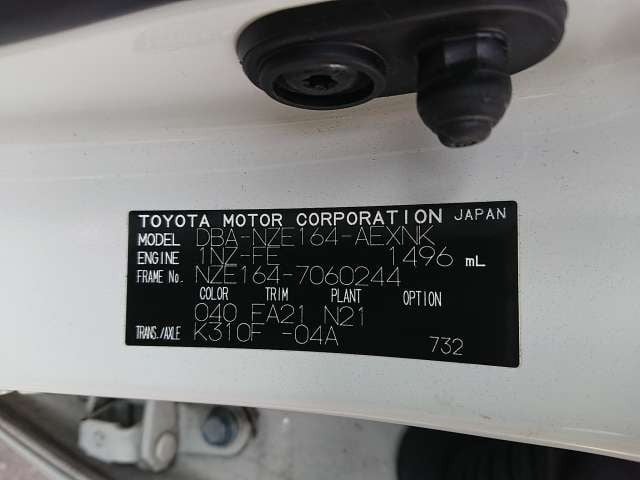 TOYOTA MOTOR CORPORATION JAPAN
MODEL DBA-NZE164-AEXNK
ENGINE 1NZ-FE 1496 mL
FRAME No. NZE164-7060244
COLOR TRIM PLANT OPTION
040 EA21 N21
TRANS./AXLE K310F -04A
732